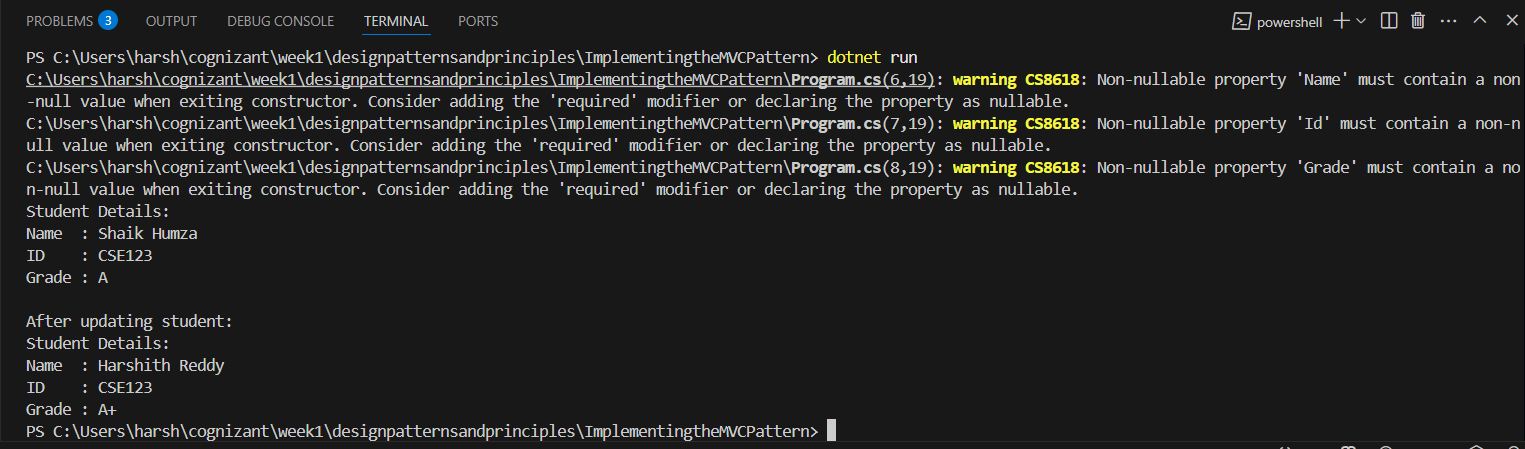 PROBLEMS 3 OUTPUT DEBUG CONSOLE TERMINAL PORTS powershell
PS C:\Users\harsh\cognizant\week1\designpatternsandprinciples\ImplementingtheMVCPattern> dotnet run
C:\Users\harsh\cognizant\week1\designpatternsandprinciples\ImplementingtheMVCPattern\Program.cs(6,19): warning CS8618: Non-nullable property 'Name' must contain a non
-null value when exiting constructor. Consider adding the 'required' modifier or declaring the property as nullable.
C:\Users\harsh\cognizant\week1\designpatternsandprinciples\ImplementingtheMVCPattern\Program.cs(7,19): warning CS8618: Non-nullable property 'Id' must contain a non-n
ull value when exiting constructor. Consider adding the 'required' modifier or declaring the property as nullable.
C:\Users\harsh\cognizant\week1\designpatternsandprinciples\ImplementingtheMVCPattern\Program.cs(8,19): warning CS8618: Non-nullable property 'Grade' must contain a no
n-null value when exiting constructor. Consider adding the 'required' modifier or declaring the property as nullable.
Student Details:
Name  : Shaik Humza
ID    : CSE123
Grade : A

After updating student:
Student Details:
Name  : Harshith Reddy
ID    : CSE123
Grade : A+
PS C:\Users\harsh\cognizant\week1\designpatternsandprinciples\ImplementingtheMVCPattern>